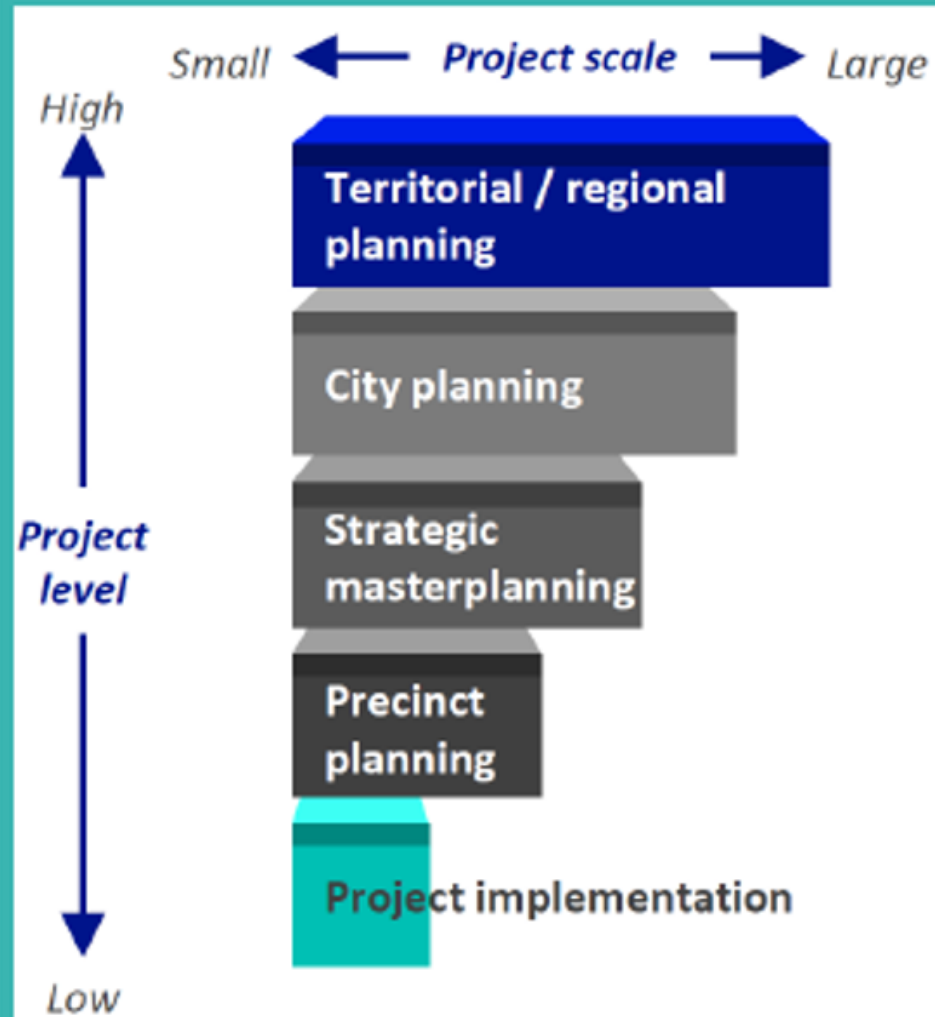 Small Project scale Large
High
Territorial / regional
planning
City planning
Project
level
Strategic
masterplanning
Precinct
planning
Project implementation
Low